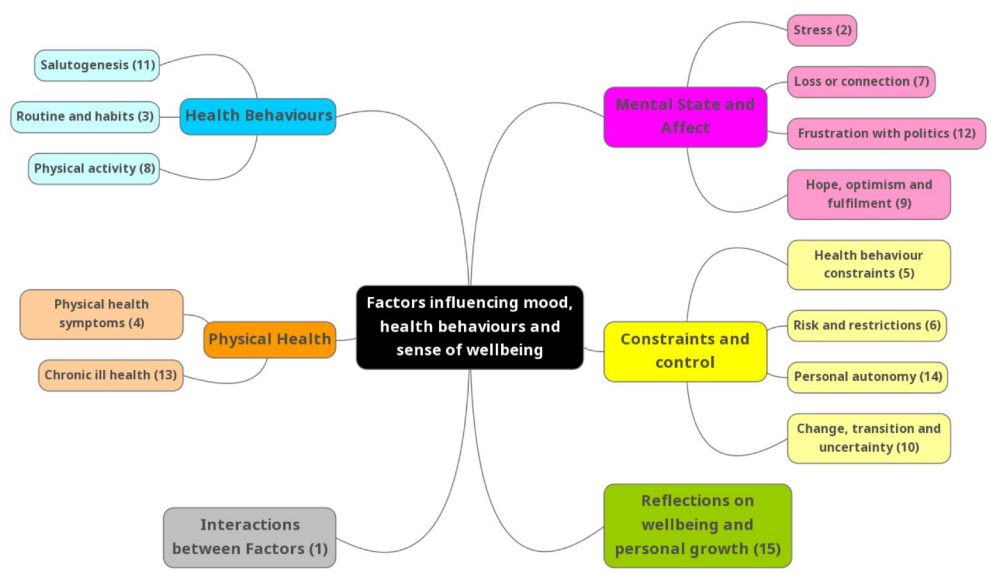 Stress (2)
Salutogenesis (11)
Loss or connection (7)
Mental State and
Affect
Health Behaviours
Routine and habits (3)
Frustration with politics (12)
Physical activity (8)
Hope, optimism and
fulfilment (9)
Health behaviour
constraints (5)
Factors influencing mood,
health behaviours and
sense of wellbeing
Physical health
symptoms (4)
Physical Health
Chronic ill health (13)
Risk and restrictions (6)
Constraints and
control
Personal autonomy (14)
Change, transition and
uncertainty (10)
Interactions
between Factors (1)
Reflections on
wellbeing and
personal growth (15)